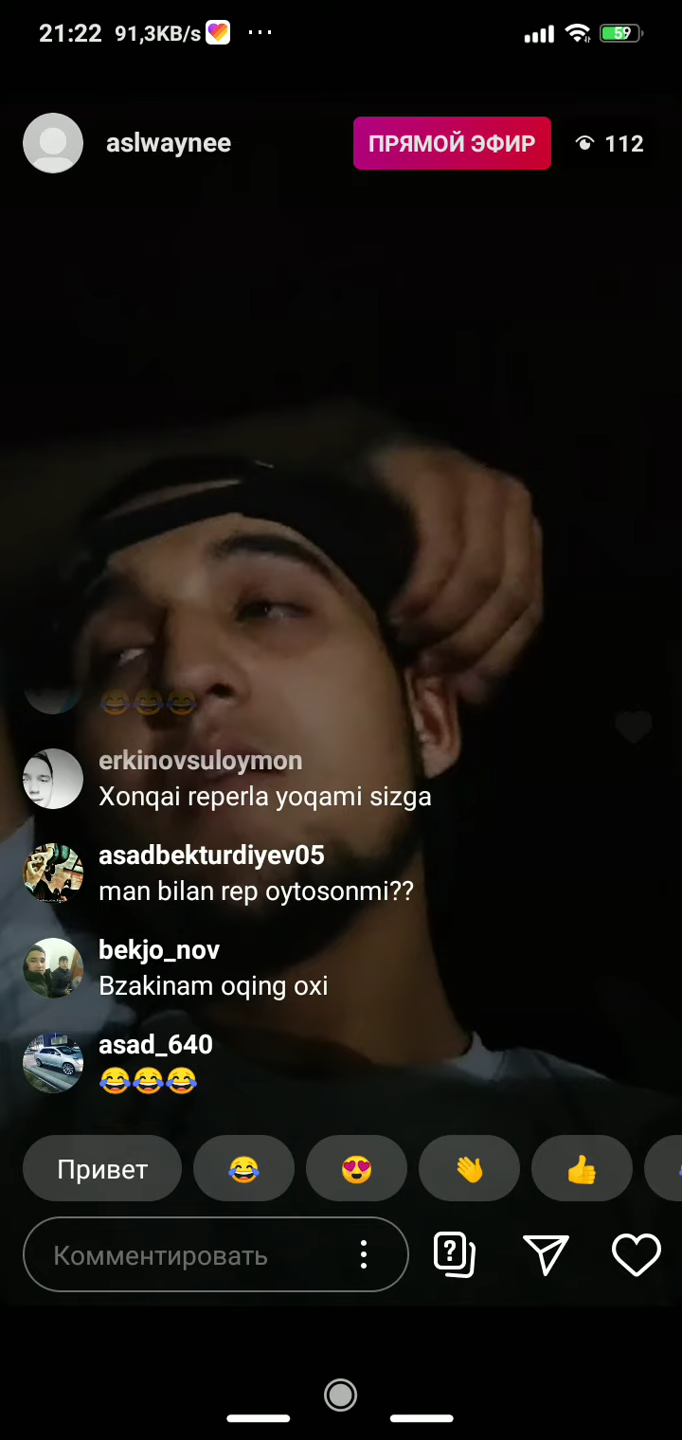 21:22 91,3KB/s ... 59
aslwaynee ПРЯМОЙ ЭФИР 112
😂😂😂
erkinovsuloymon
Xonqai reperla yoqami sizga
asadbekturdiyev05
man bilan rep oytosonmi??
bekjo_nov
Bzakinam oqing oxi
asad_640
😂😂😂
Привет 😂 😍 👋 👍
Комментировать